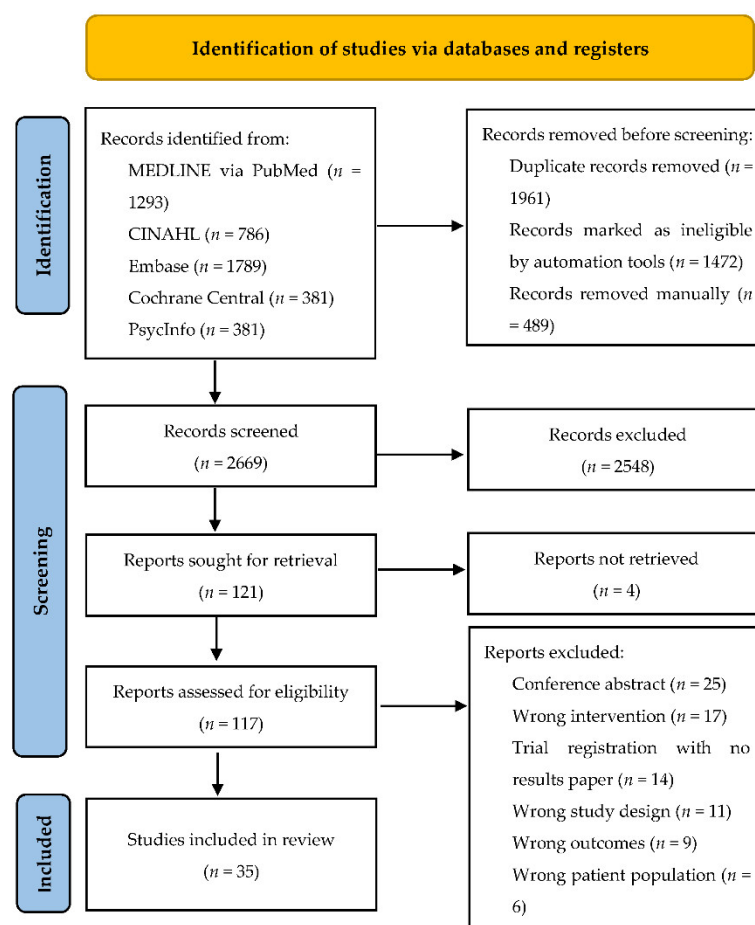 Identification of studies via databases and registers
Identification
Records identified from:
MEDLINE via PubMed (n =
1293)
CINAHL (n = 786)
Embase (n = 1789)
Cochrane Central (n = 381)
PsycInfo (n = 381)
Records removed before screening:
Duplicate records removed (n =
1961)
Records marked as ineligible
by automation tools (n = 1472)
Records removed manually (n
= 489)
Screening
Records screened
(n = 2669)
Records excluded
(n = 2548)
Reports sought for retrieval
(n = 121)
Reports not retrieved
(n = 4)
Reports assessed for eligibility
(n = 117)
Reports excluded:
Conference abstract (n = 25)
Wrong intervention (n = 17)
Trial registration with no
results paper (n = 14)
Wrong study design (n = 11)
Wrong outcomes (n = 9)
Wrong patient population (n =
6)
Included
Studies included in review
(n = 35)